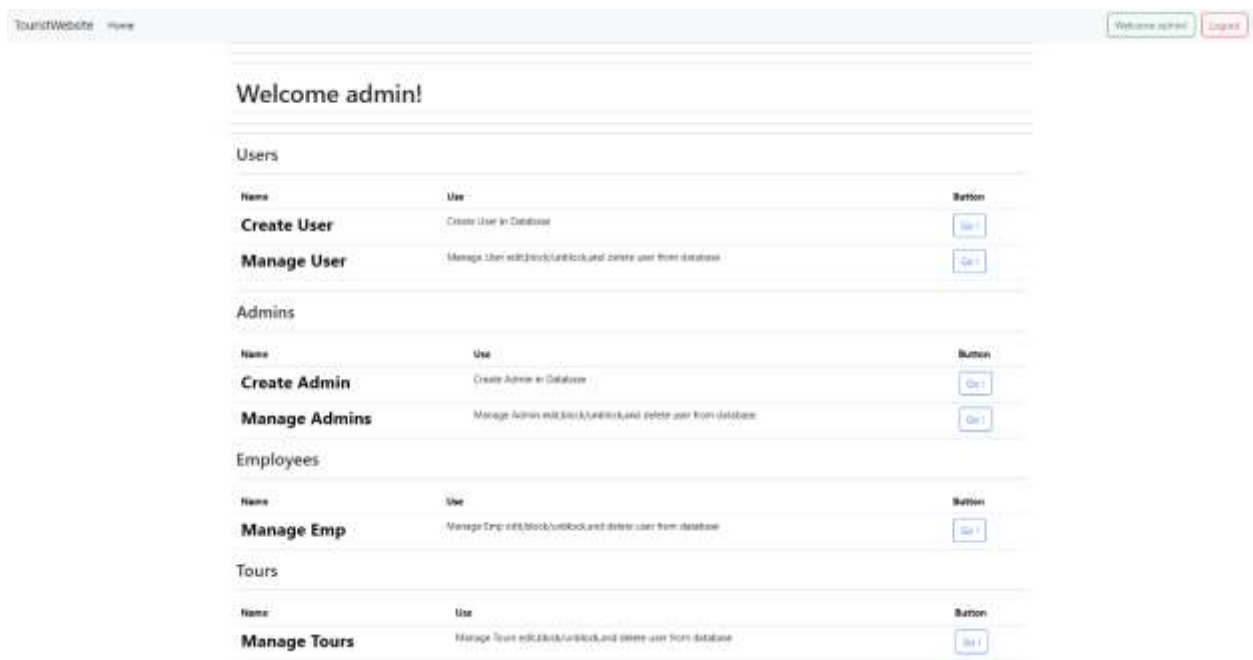 TouristWebsite Home Welcome admin! Logout
Welcome admin!
Users
Name Use Button
Create User Create User in Database Go !
Manage User Manage User edit,block/unblock,and delete user from database Go !
Admins
Name Use Button
Create Admin Create Admin in Database Go !
Manage Admins Manage Admin edit,block/unblock,and delete user from database Go !
Employees
Name Use Button
Manage Emp Manage Emp edit/block/unblock,and delete user from database Go !
Tours
Name Use Button
Manage Tours Manage Tours edit,block/unblock,and delete user from database Go !